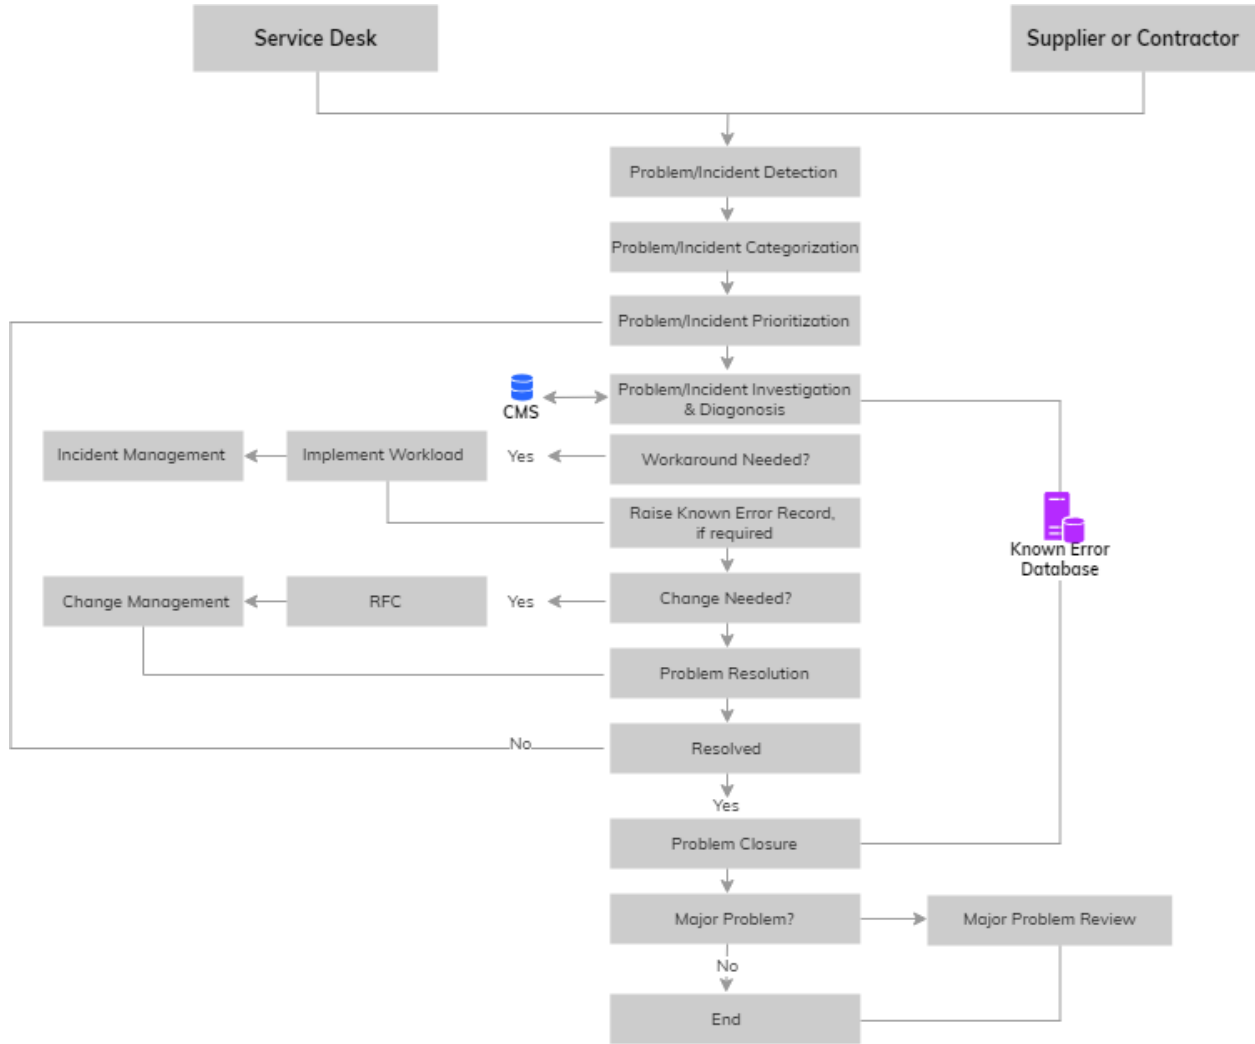 Service Desk
Supplier or Contractor
Problem/Incident Detection
Problem/Incident Categorization
Problem/Incident Prioritization
Problem/Incident Investigation
& Diagonosis
CMS
Incident Management
Implement Workload
Yes
Workaround Needed?
Raise Known Error Record,
if required
Known Error
Database
Change Management
RFC
Yes
Change Needed?
Problem Resolution
No
Resolved
Yes
Problem Closure
Major Problem?
Major Problem Review
No
End